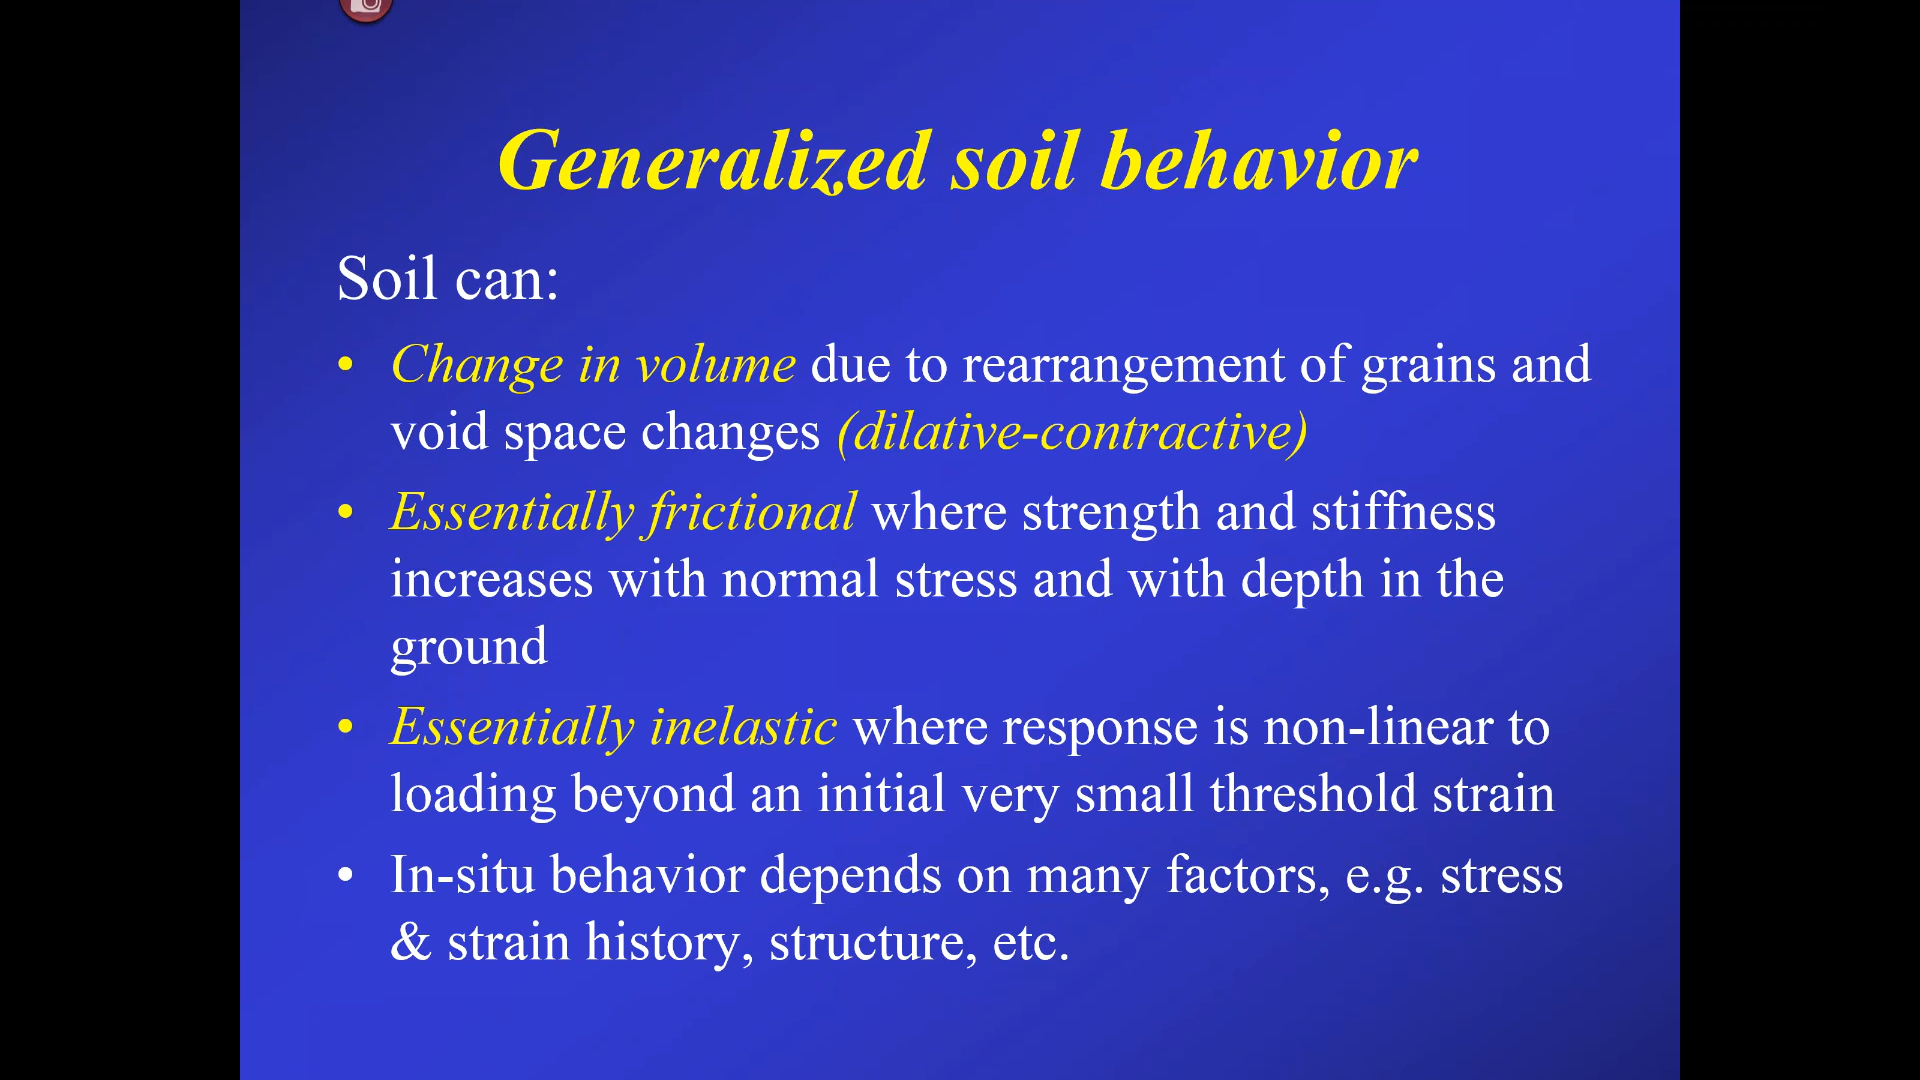 Generalized soil behavior
Soil can:
• Change in volume due to rearrangement of grains and
void space changes (dilative-contractive)
• Essentially frictional where strength and stiffness
increases with normal stress and with depth in the
ground
• Essentially inelastic where response is non-linear to
loading beyond an initial very small threshold strain
• In-situ behavior depends on many factors, e.g. stress
& strain history, structure, etc.